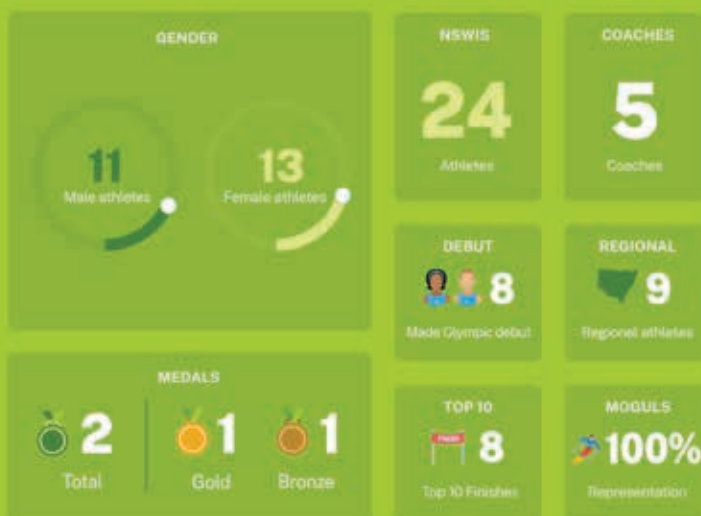 GENDER
11
Male athletes
13
Female athletes
NSWIS
24
Athletes
COACHES
5
Coaches
DEBUT
8
Made Olympic debut
REGIONAL
9
Regional athletes
MEDALS
2
Total
1
Gold
1
Bronze
TOP 10
FINISH
8
Top 10 Finishes
MOGULS
100%
Representation